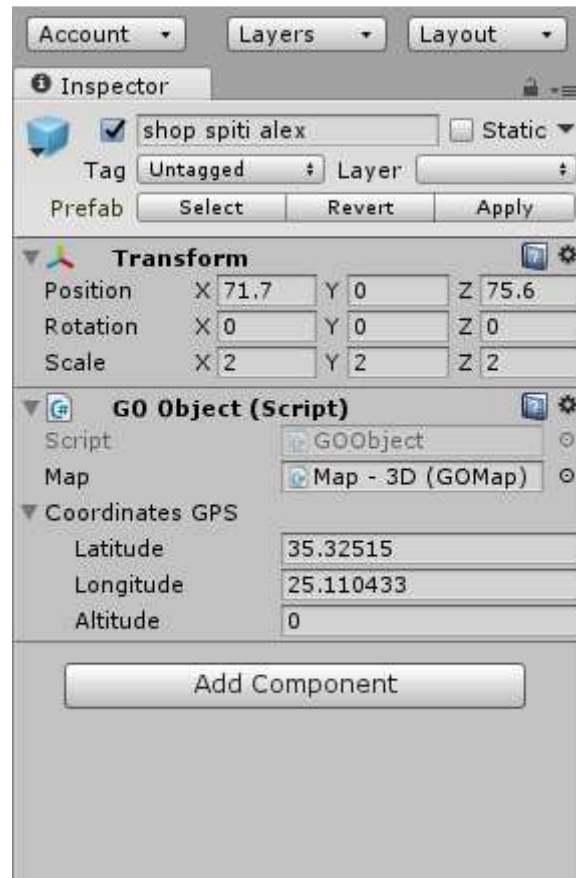 Account Layers Layout
Inspector
shop spiti alex Static
Tag Untagged Layer
Prefab Select Revert Apply
Transform
Position X 71.7 Y 0 Z 75.6
Rotation X 0 Y 0 Z 0
Scale X 2 Y 2 Z 2
C# GO Object (Script)
Script GOObject
Map Map - 3D (GOMap)
Coordinates GPS
Latitude 35.32515
Longitude 25.110433
Altitude 0
Add Component